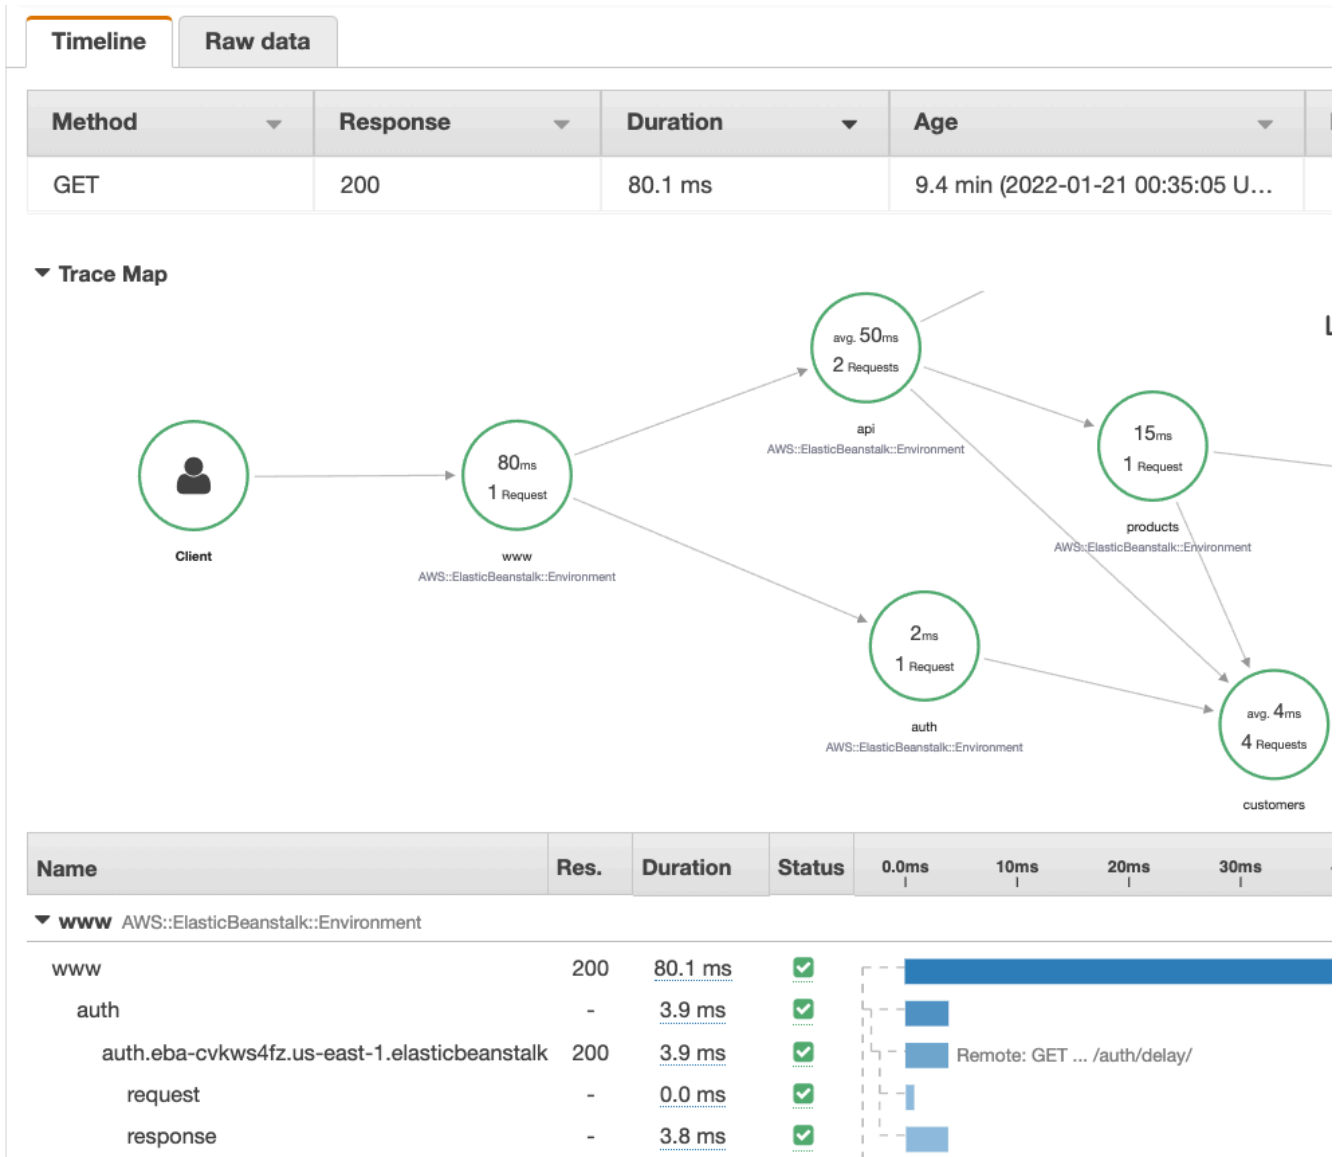 Timeline
Raw data
Method Response Duration Age
GET 200 80.1 ms 9.4 min (2022-01-21 00:35:05 U...
Trace Map
avg. 50ms
2 Requests
api
AWS::ElasticBeanstalk::Environment
15ms
1 Request
products
AWS::ElasticBeanstalk::Environment
80ms
1 Request
www
AWS::ElasticBeanstalk::Environment
Client
2ms
1 Request
auth
AWS::ElasticBeanstalk::Environment
avg. 4ms
4 Requests
customers
Name Res. Duration Status 0.0ms 10ms 20ms 30ms
www AWS::ElasticBeanstalk::Environment
www 200 80.1 ms
auth - 3.9 ms
auth.eba-cvkws4fz.us-east-1.elasticbeanstalk 200 3.9 ms Remote: GET ... /auth/delay/
request - 0.0 ms
response - 3.8 ms